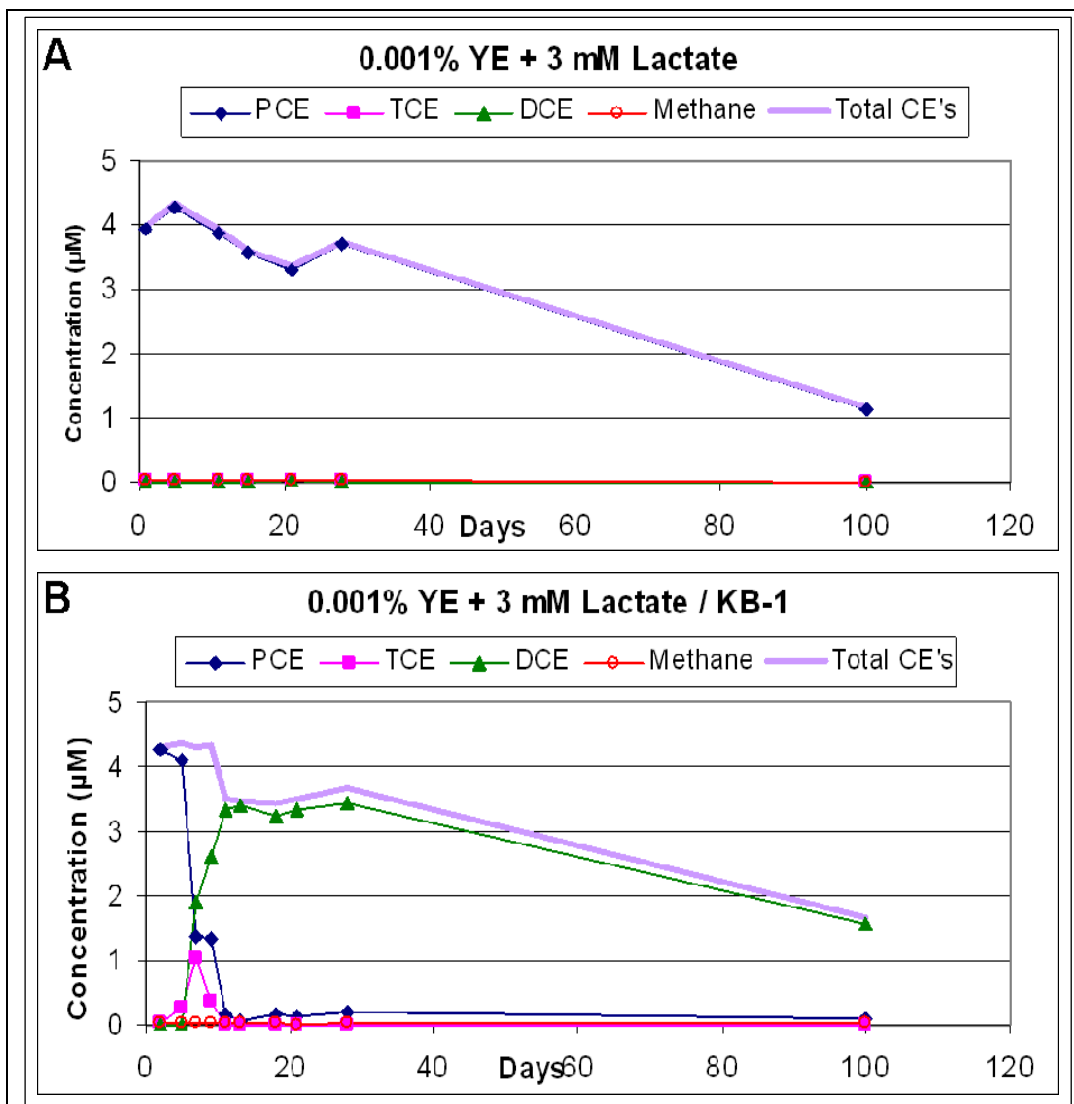 A
0.001% YE + 3 mM Lactate
PCE TCE DCE Methane Total CE's
Concentration (µM)
5
4
3
2
1
0
0 20 40 60 80 100 120
Days
B
0.001% YE + 3 mM Lactate / KB-1
PCE TCE DCE Methane Total CE's
Concentration (µM)
5
4
3
2
1
0
0 20 40 60 80 100 120
Days